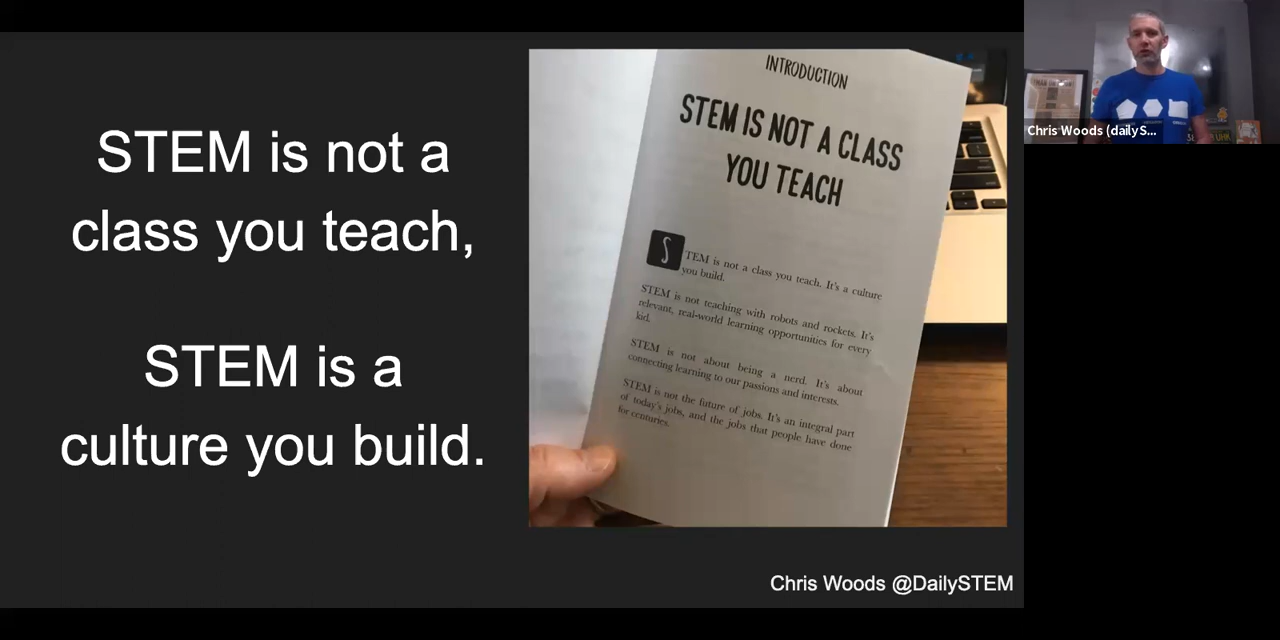 STEM is not a
class you teach,
STEM is a
culture you build.
INTRODUCTION
STEM IS NOT A CLASS
YOU TEACH
STEM is not a class you teach. It's a culture
you build.
STEM is not teaching with robots and rockets. It's
relevant, real-world learning opportunities for every
kid.
STEM is not about being a nerd. It's about
connecting learning to our passions and interests.
STEM is not the future of jobs. It's an integral part
of today's jobs, and the jobs that people have done
for centuries.
Chris Woods @DailySTEM
Chris Woods (dailyS...